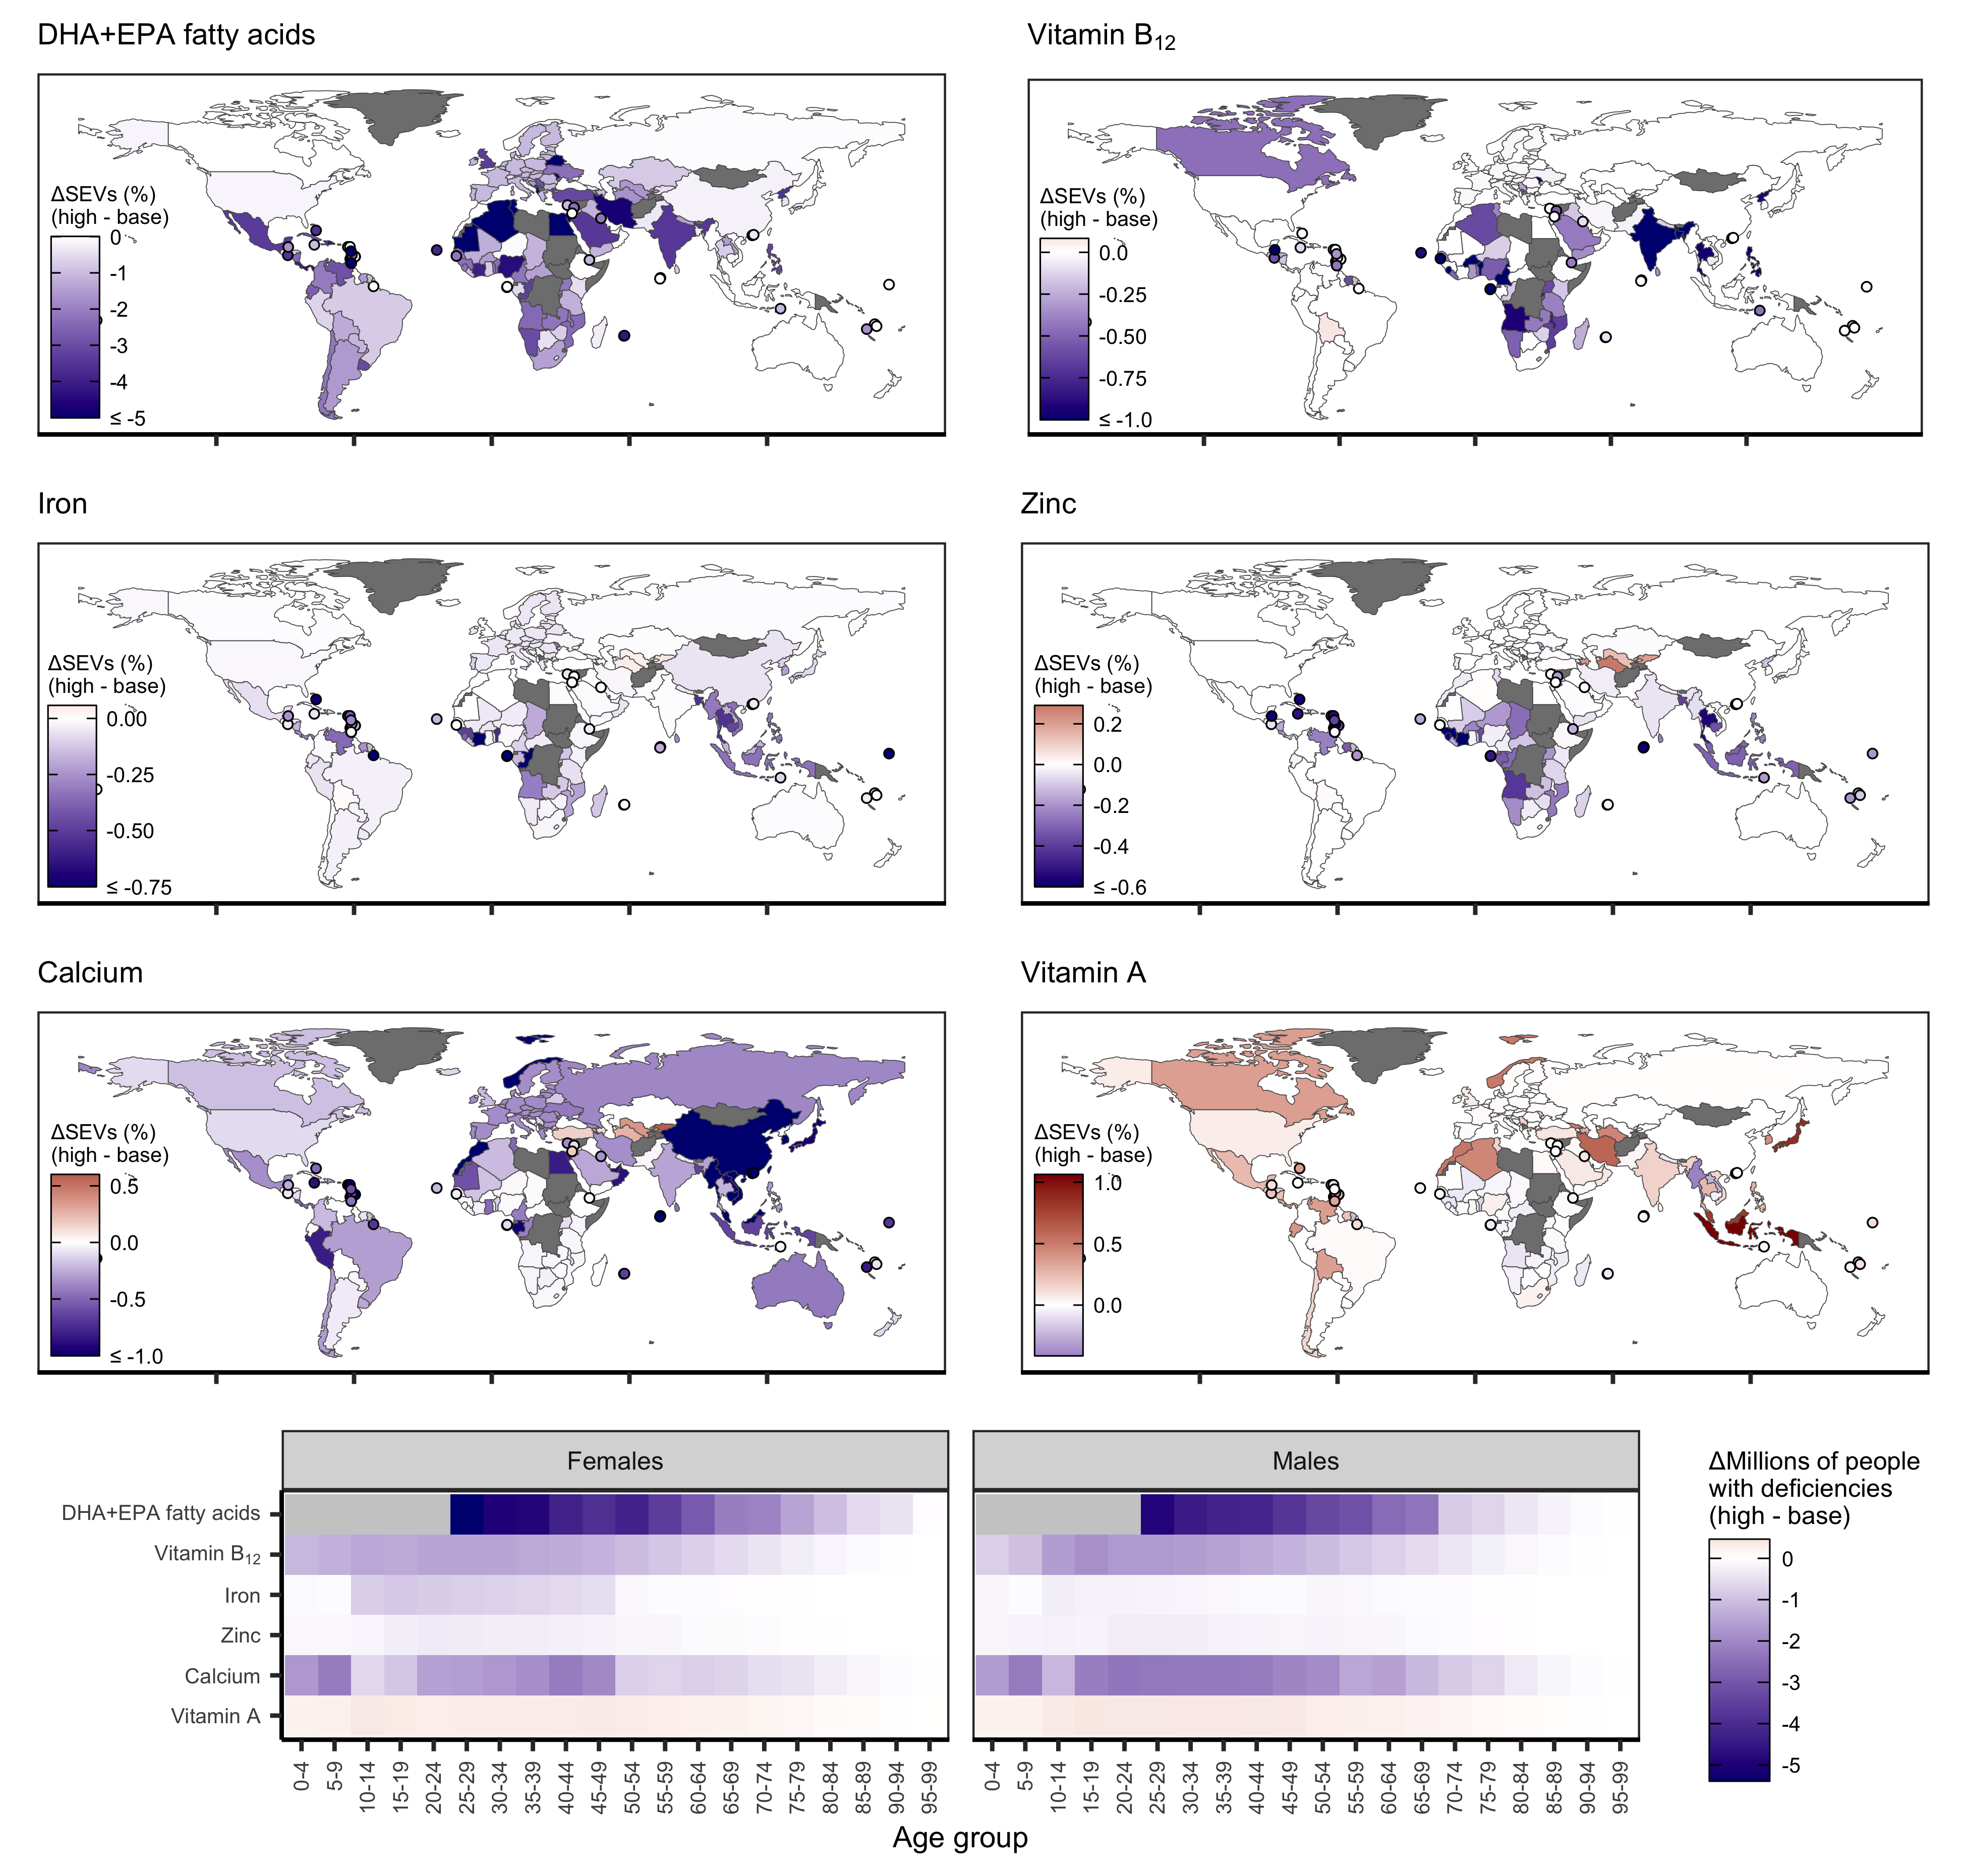 DHA+EPA fatty acids
ΔSEVs (%)
(high - base)
0
-1
-2
-3
-4
≤ -5
Vitamin B12
ΔSEVs (%)
(high - base)
0.0
-0.25
-0.50
-0.75
≤ -1.0
Iron
ΔSEVs (%)
(high - base)
0.00
-0.25
-0.50
≤ -0.75
Zinc
ΔSEVs (%)
(high - base)
0.2
0.0
-0.2
-0.4
≤ -0.6
Calcium
ΔSEVs (%)
(high - base)
0.5
0.0
-0.5
≤ -1.0
Vitamin A
ΔSEVs (%)
(high - base)
1.0
0.5
0.0
Females
Males
DHA+EPA fatty acids
Vitamin B12
Iron
Zinc
Calcium
Vitamin A
0-4 5-9 10-14 15-19 20-24 25-29 30-34 35-39 40-44 45-49 50-54 55-59 60-64 65-69 70-74 75-79 80-84 85-89 90-94 95-99
0-4 5-9 10-14 15-19 20-24 25-29 30-34 35-39 40-44 45-49 50-54 55-59 60-64 65-69 70-74 75-79 80-84 85-89 90-94 95-99
Age group
ΔMillions of people
with deficiencies
(high - base)
0
-1
-2
-3
-4
-5